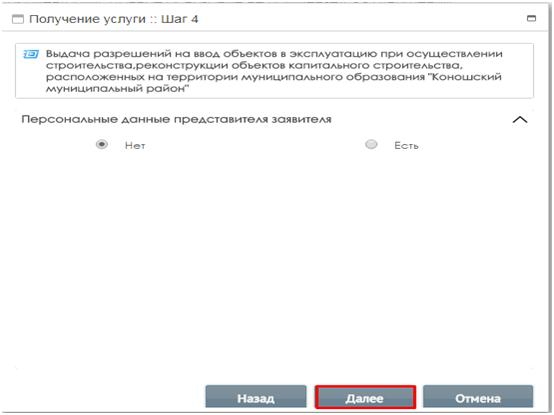 Получение услуги :: Шаг 4
Выдача разрешений на ввод объектов в эксплуатацию при осуществлении
строительства,реконструкции объектов капитального строительства,
расположенных на территории муниципального образования "Коношский
муниципальный район"
Персональные данные представителя заявителя
Нет Есть
Назад Далее Отмена